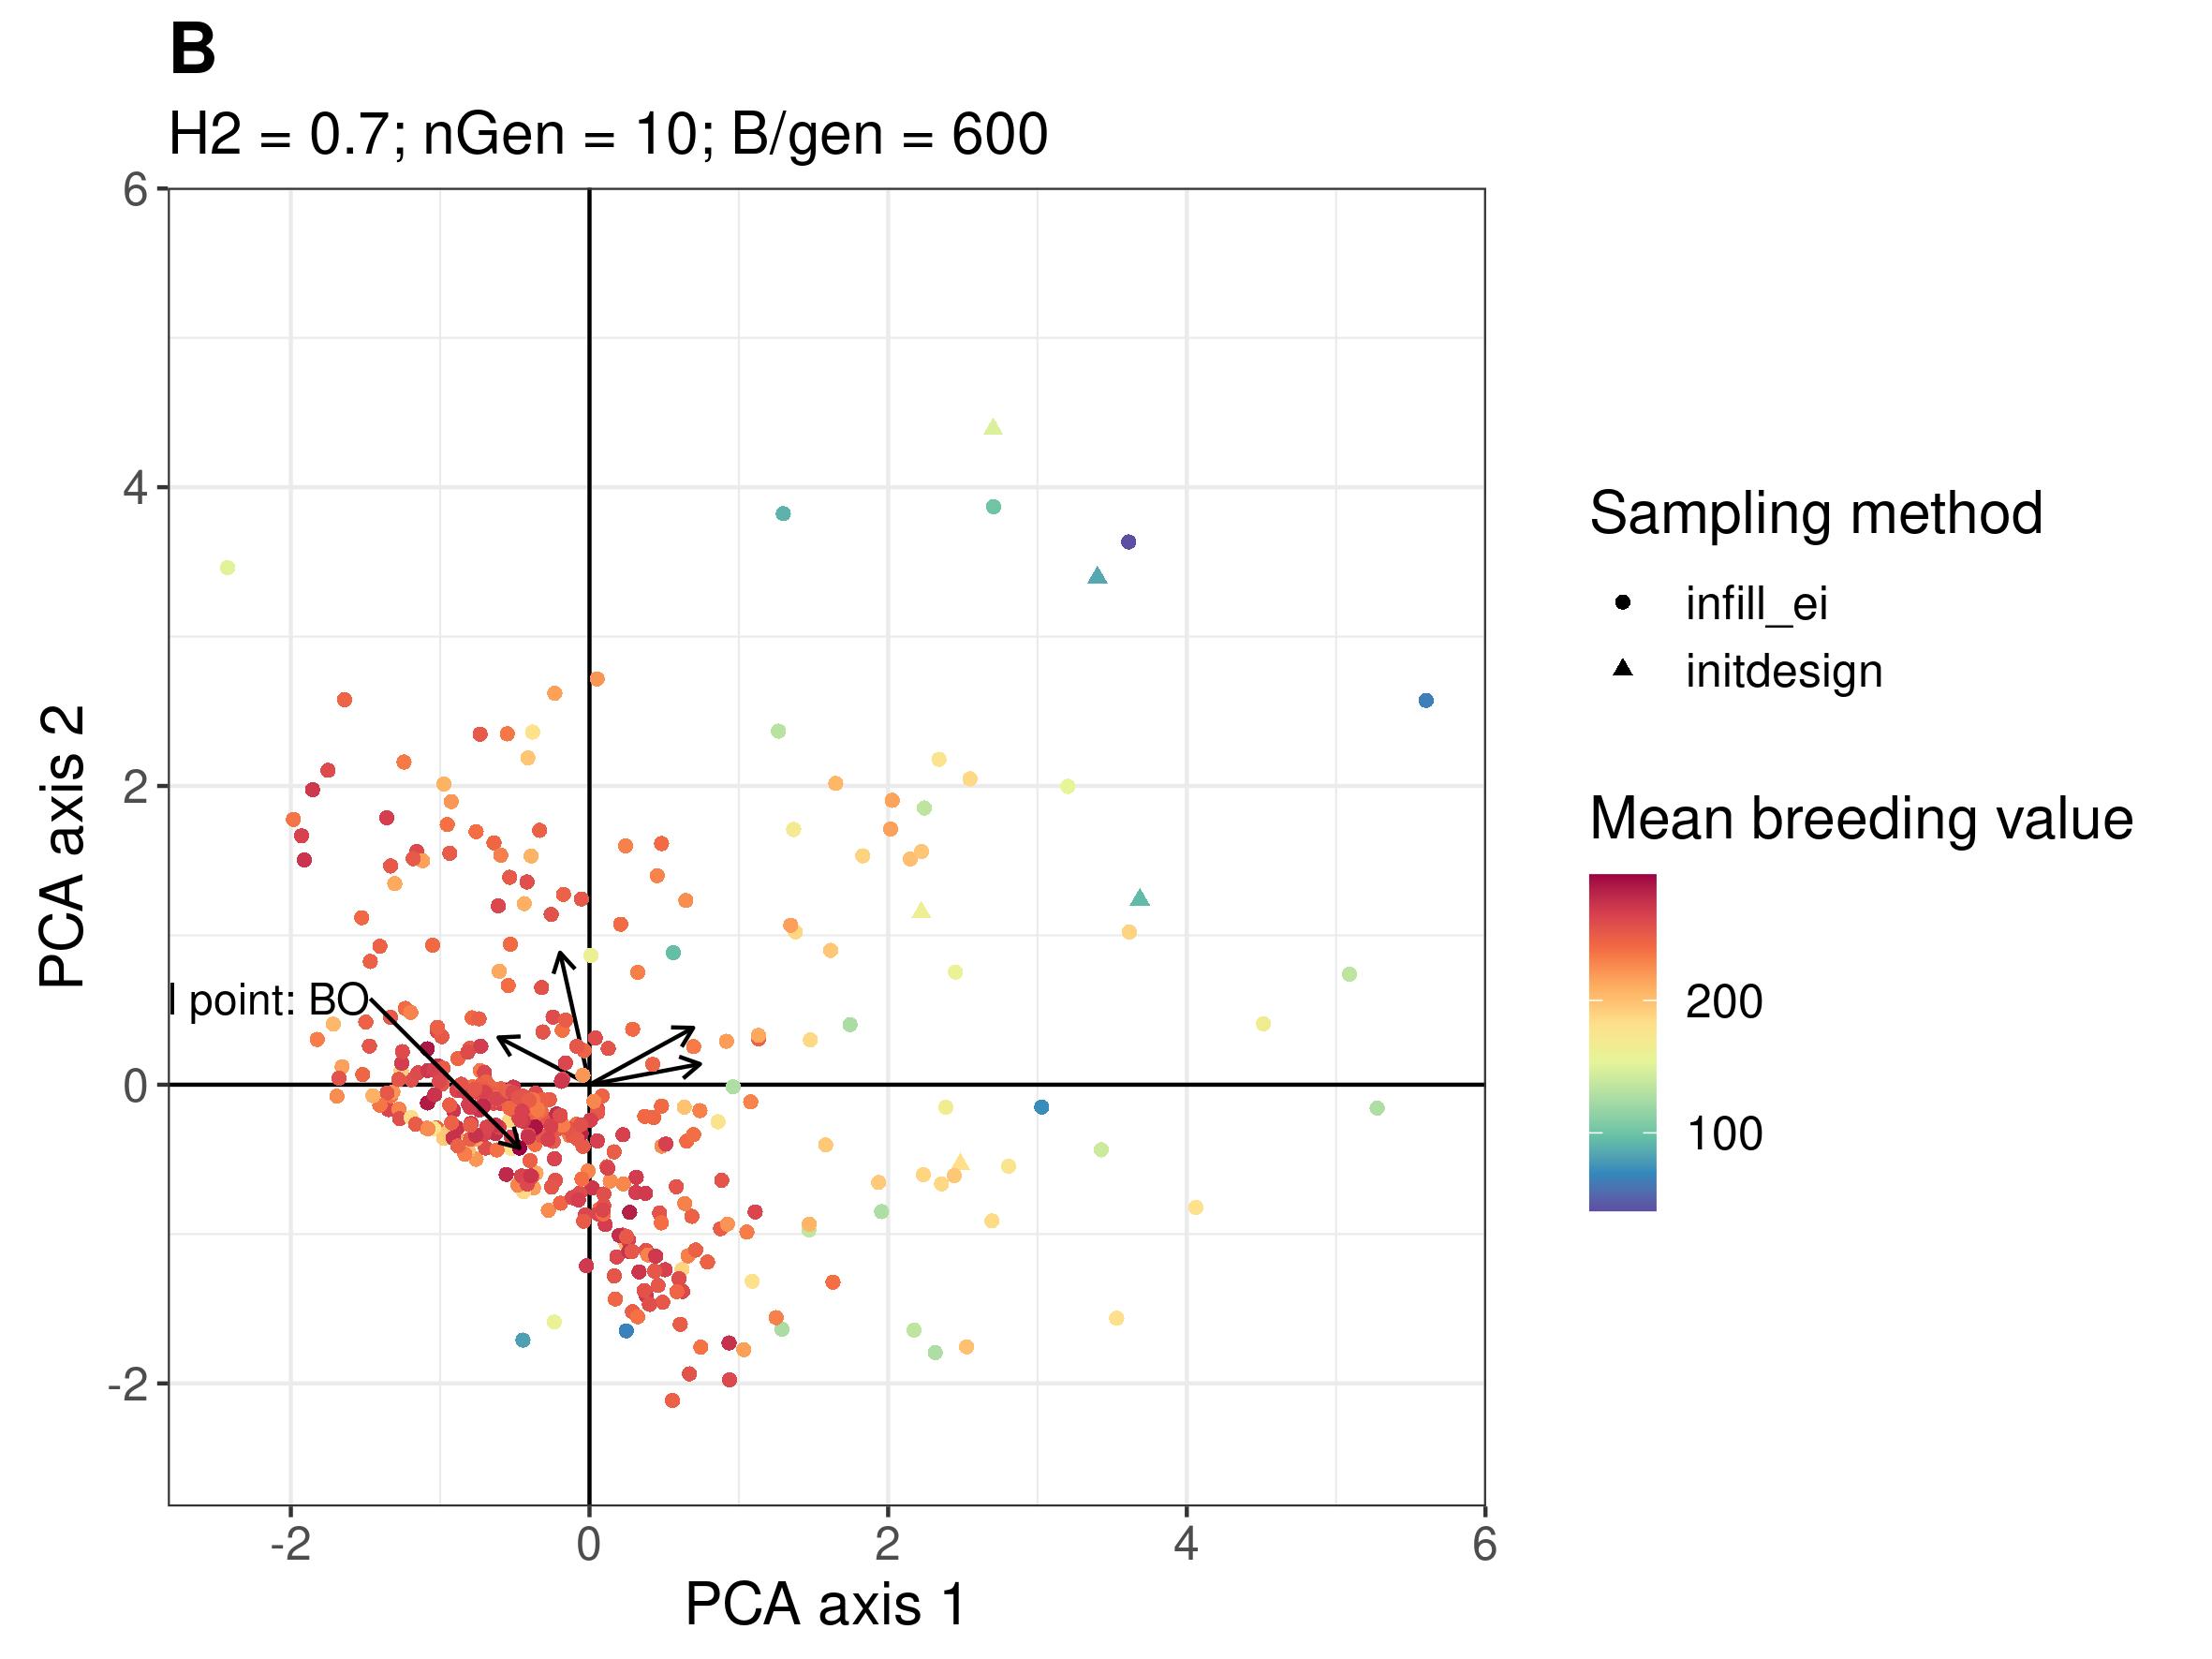 B
H2 = 0.7; nGen = 10; B/gen = 600
6
4
2
0
-2
PCA axis 2
point: BO
-2
0
2
4
6
PCA axis 1
Sampling method
infill_ei
initdesign
Mean breeding value
200
100